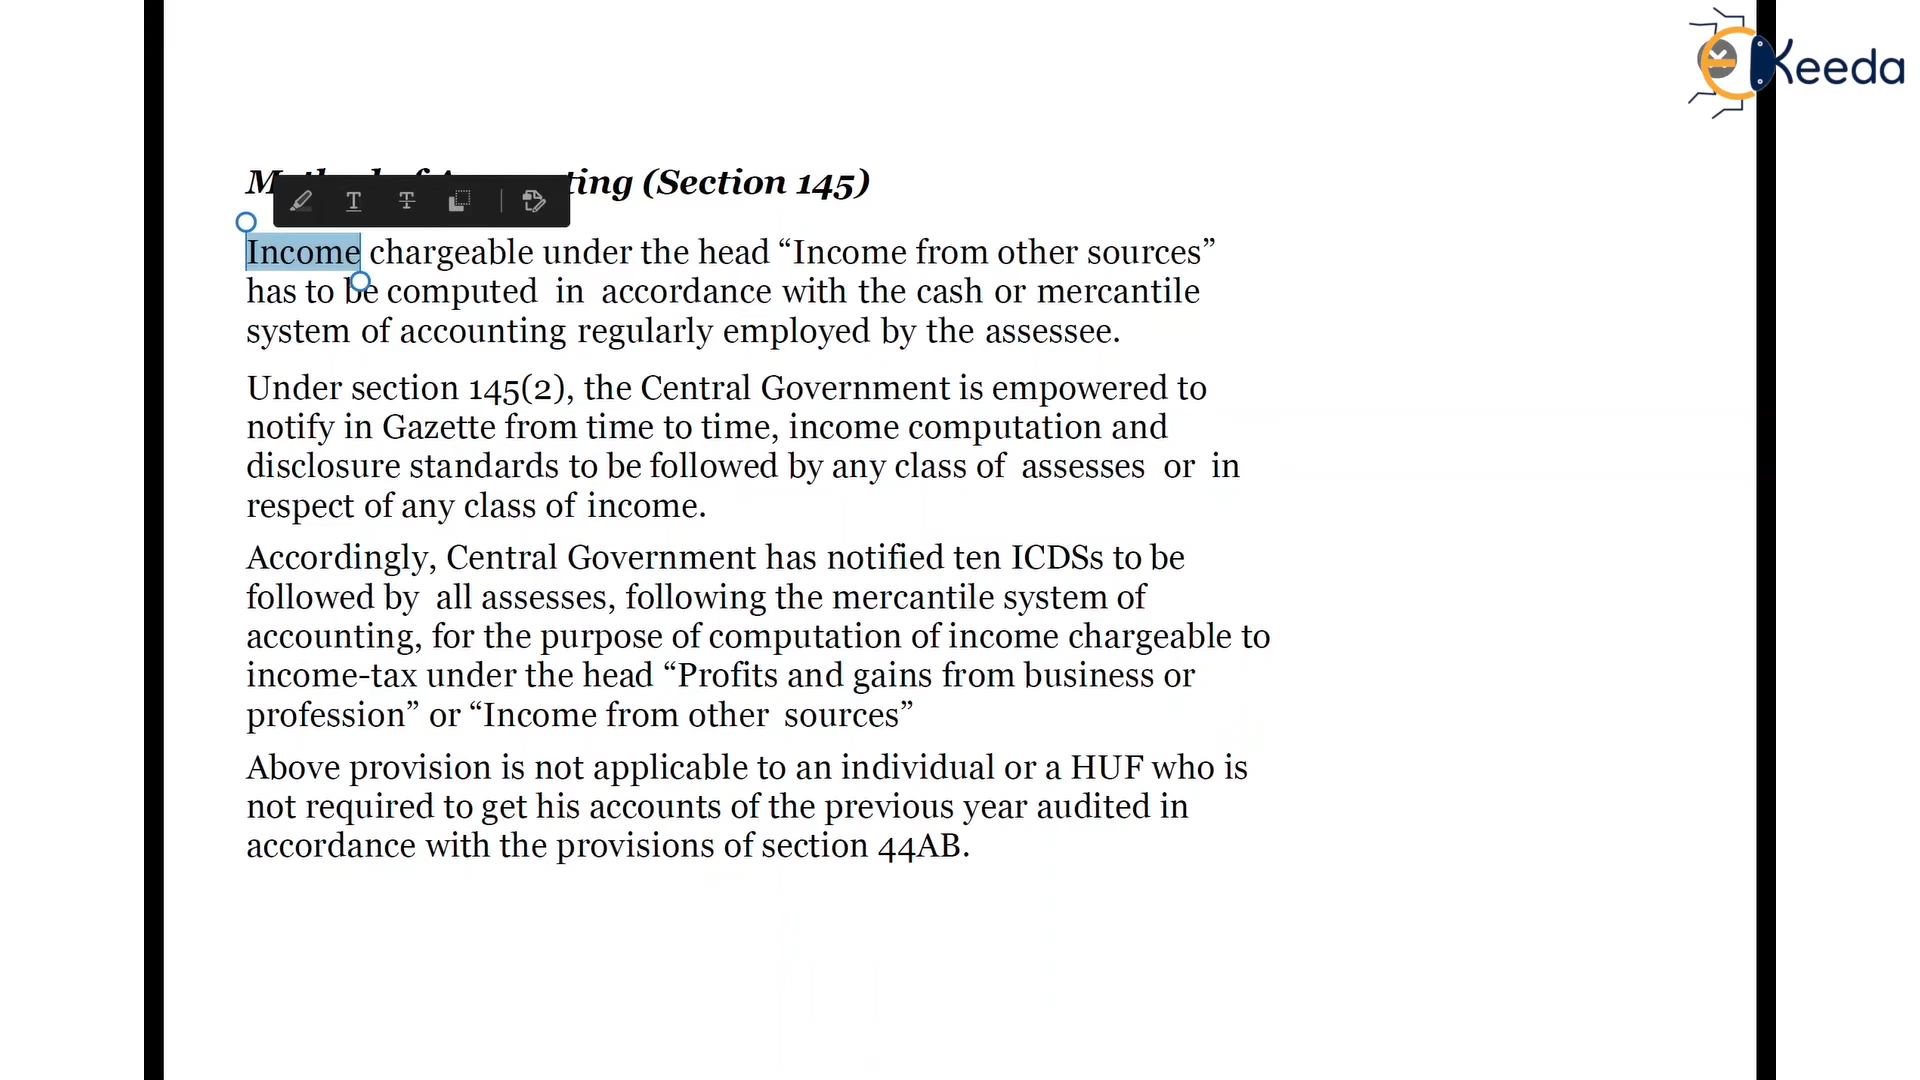 Keeda
ting (Section 145)
Income chargeable under the head “Income from other sources”
has to be computed in accordance with the cash or mercantile
system of accounting regularly employed by the assessee.
Under section 145(2), the Central Government is empowered to
notify in Gazette from time to time, income computation and
disclosure standards to be followed by any class of assesses or in
respect of any class of income.
Accordingly, Central Government has notified ten ICDSs to be
followed by all assesses, following the mercantile system of
accounting, for the purpose of computation of income chargeable to
income-tax under the head “Profits and gains from business or
profession” or “Income from other sources”
Above provision is not applicable to an individual or a HUF who is
not required to get his accounts of the previous year audited in
accordance with the provisions of section 44AB.